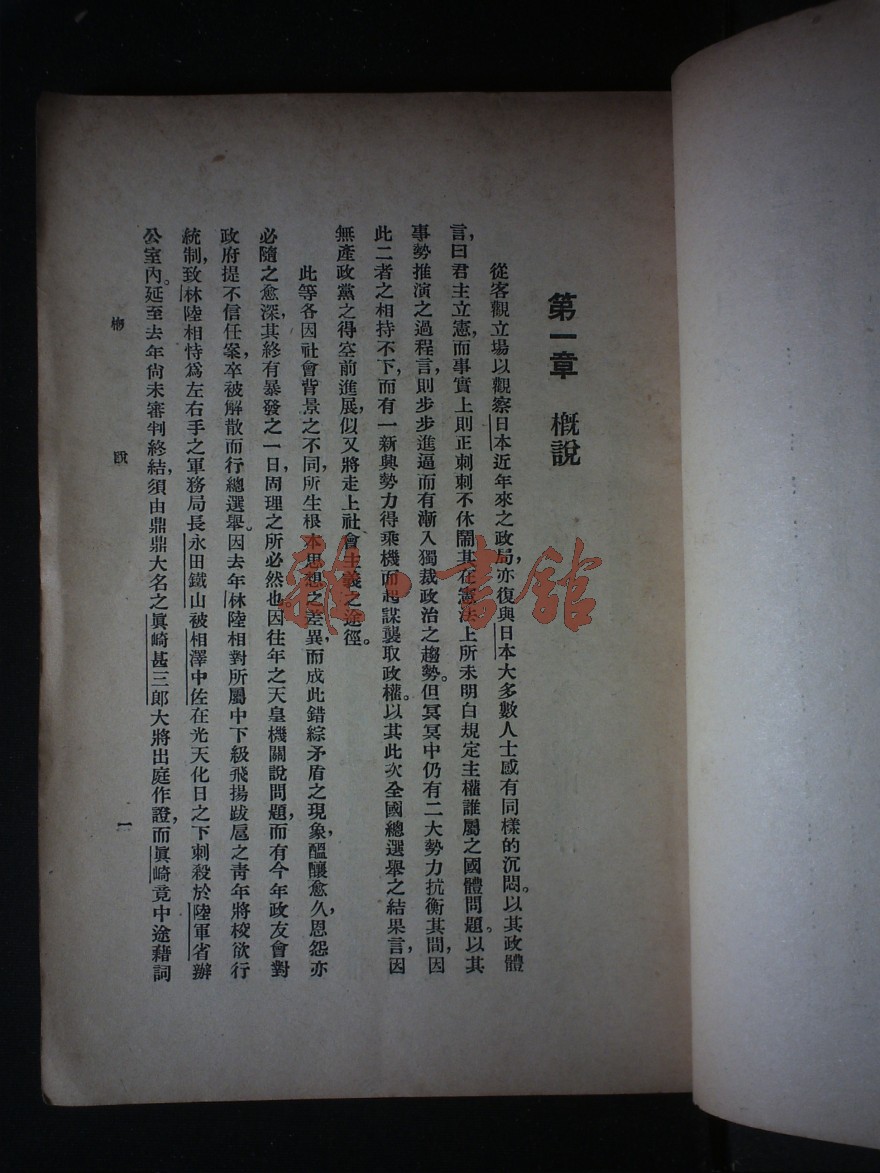 第一章　概說
從客觀立場以觀察日本近年來之政局，亦復與日本大多數人士感有同樣的沉悶。以其政體
言，曰君主立憲，而事實上則正刺刺不休鬧其在憲法上所未明白規定主權誰屬之國體問題。以其
事勢推演之過程言，則步步進逼而有漸入獨裁政治之趨勢。但冥冥中仍有二大勢力抗衡其間，因
此二者之相持不下，而有一新興勢力得乘機而起謀襲取政權。以其此次全國總選舉之結果言，因
無產政黨之得空前進展，似又將走上社會主義之途徑。
此等各因社會背景之不同，所生根本思想之差異，而成此錯綜矛盾之現象，醞釀愈久，恩怨亦
必隨之愈深，其終有暴發之一日，固理之所必然也。因往年之天皇機關說問題，而有今年政友會對
政府提不信任案，卒被解散而行總選舉。因去年林陸相對所屬中下級飛揚跋扈之青年將校欲行
統制，致林陸相恃爲左右手之軍務局長永田鐵山被相澤中佐在光天化日之下刺殺於陸軍省辦
公室內。延至去年尚未審判終結，須由鼎鼎大名之眞崎甚三郎大將出庭作證，而眞崎竟中途藉詞
一
雜·書館